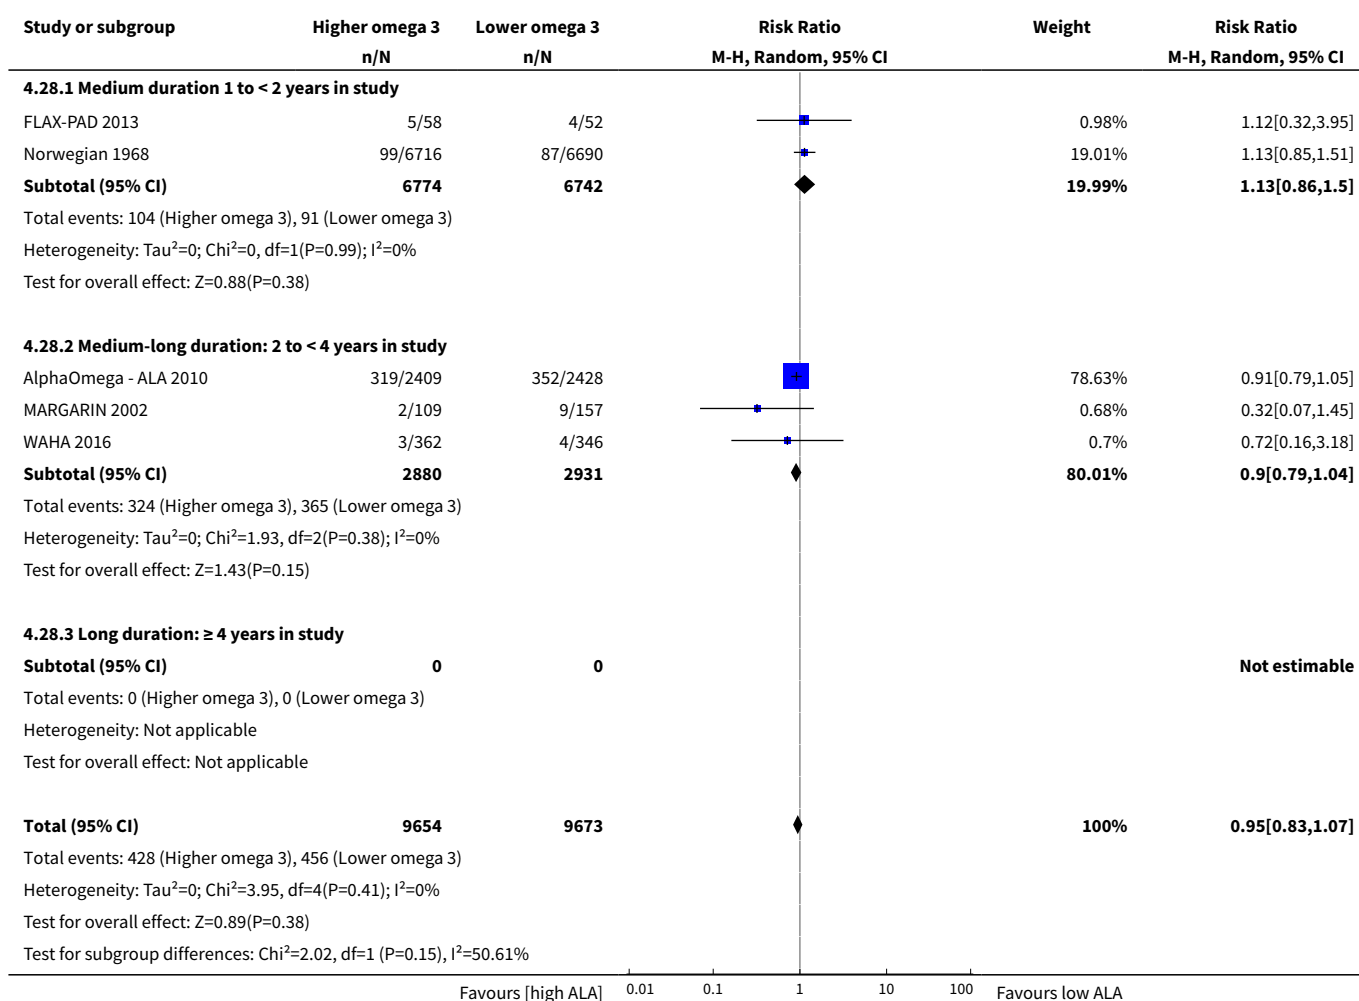 Study or subgroup Higher omega 3 Lower omega 3 Risk Ratio Weight Risk Ratio
n/N n/N M-H, Random, 95% CI M-H, Random, 95% CI
4.28.1 Medium duration 1 to < 2 years in study
FLAX-PAD 2013 5/58 4/52 0.98% 1.12[0.32,3.95]
Norwegian 1968 99/6716 87/6690 19.01% 1.13[0.85,1.51]
Subtotal (95% CI) 6774 6742 19.99% 1.13[0.86,1.5]
Total events: 104 (Higher omega 3), 91 (Lower omega 3)
Heterogeneity: Tau²=0; Chi²=0, df=1(P=0.99); I²=0%
Test for overall effect: Z=0.88(P=0.38)
4.28.2 Medium-long duration: 2 to < 4 years in study
AlphaOmega - ALA 2010 319/2409 352/2428 78.63% 0.91[0.79,1.05]
MARGARIN 2002 2/109 9/157 0.68% 0.32[0.07,1.45]
WAHA 2016 3/362 4/346 0.7% 0.72[0.16,3.18]
Subtotal (95% CI) 2880 2931 80.01% 0.9[0.79,1.04]
Total events: 324 (Higher omega 3), 365 (Lower omega 3)
Heterogeneity: Tau²=0; Chi²=1.93, df=2(P=0.38); I²=0%
Test for overall effect: Z=1.43(P=0.15)
4.28.3 Long duration: ≥ 4 years in study
Subtotal (95% CI) 0 0 Not estimable
Total events: 0 (Higher omega 3), 0 (Lower omega 3)
Heterogeneity: Not applicable
Test for overall effect: Not applicable
Total (95% CI) 9654 9673 100% 0.95[0.83,1.07]
Total events: 428 (Higher omega 3), 456 (Lower omega 3)
Heterogeneity: Tau²=0; Chi²=3.95, df=4(P=0.41); I²=0%
Test for overall effect: Z=0.89(P=0.38)
Test for subgroup differences: Chi²=2.02, df=1 (P=0.15), I²=50.61%
Favours [high ALA] 0.01 0.1 1 10 100 Favours low ALA